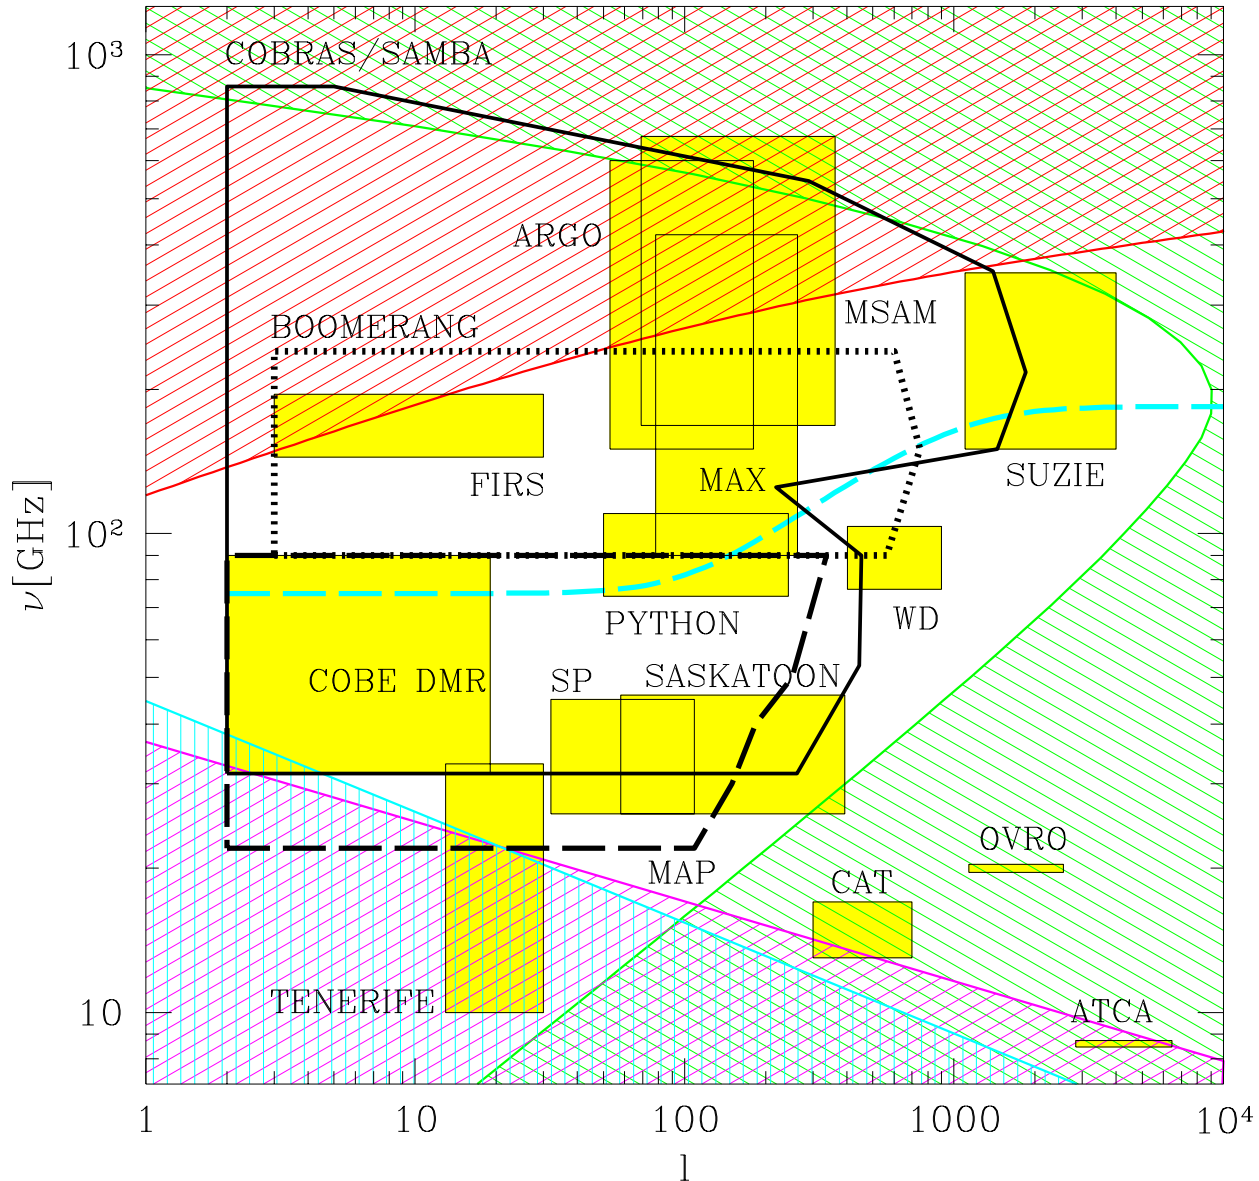 10³
COBRAS/SAMBA
ARGO
MSAM
BOOMERANG
FIRS
MAX
SUZIE
10²
ν[GHz]
PYTHON
WD
COBE DMR
SP
SASKATOON
OVRO
MAP
CAT
TENERIFE
ATCA
10
1
10
100
1000
10⁴
l